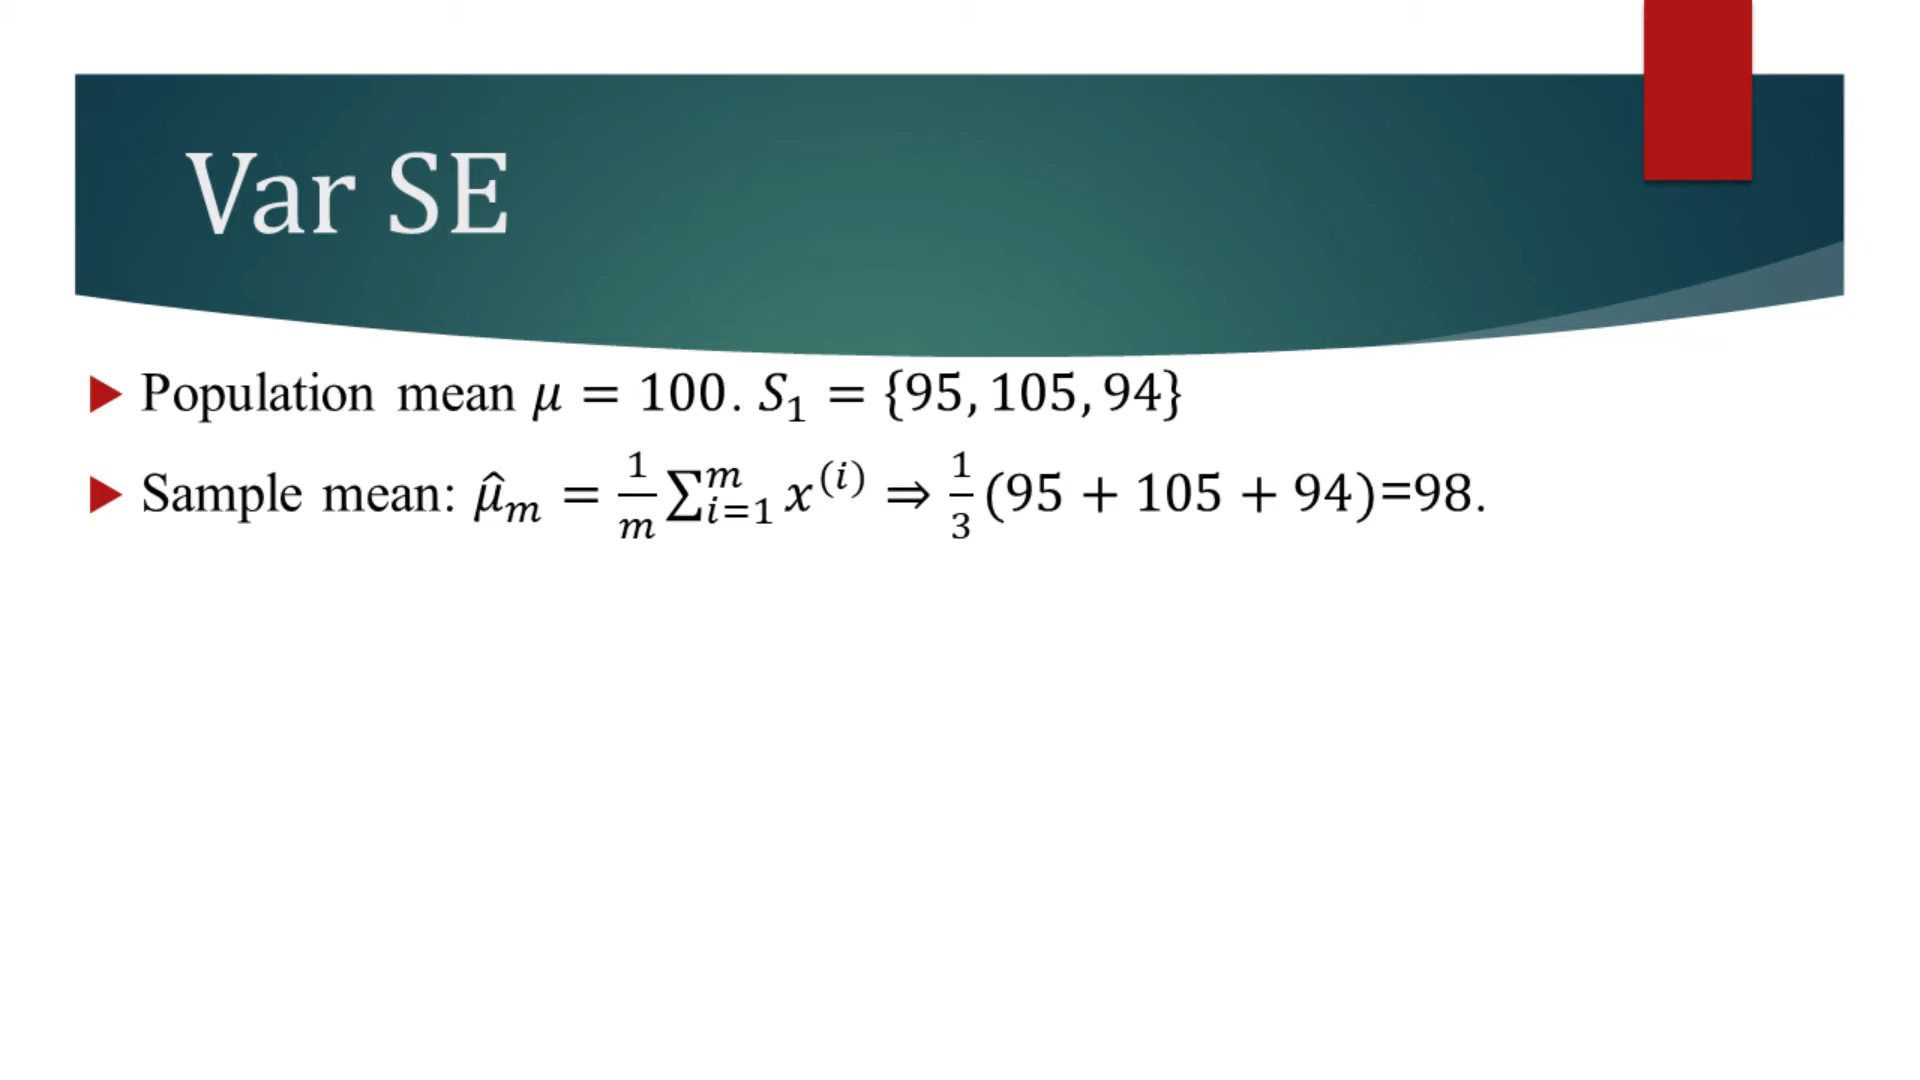 Var SE
Population mean μ = 100. S₁ = {95, 105, 94}
Sample mean: μ̂ₘ = 1/m ∑ᵢ₌₁ᵐ x⁽ⁱ⁾ ⇒ 1/3 (95 + 105 + 94)=98.